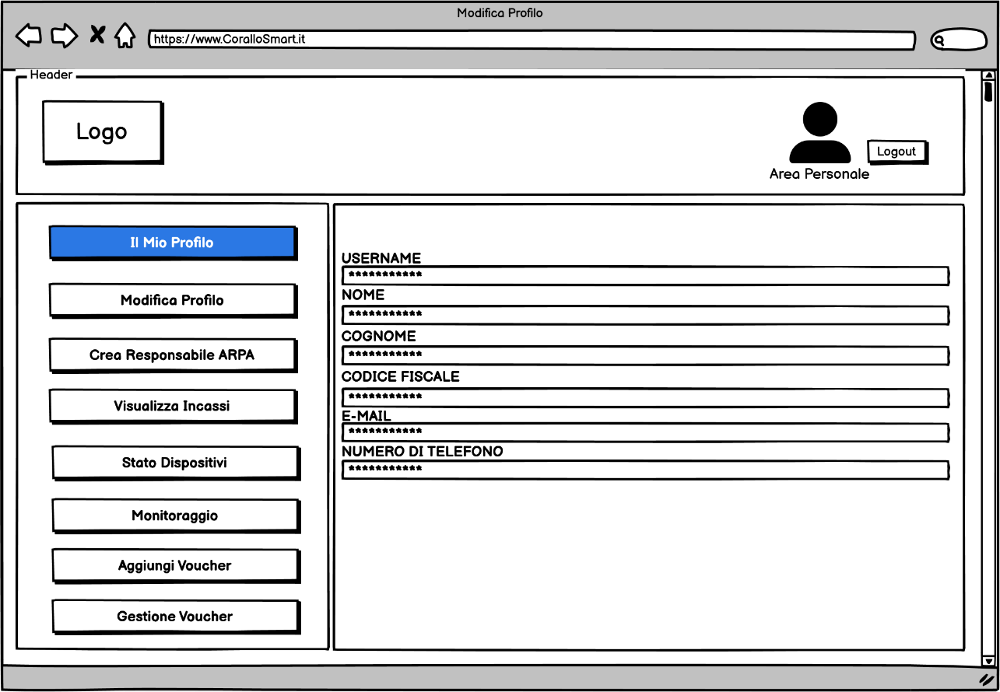 Modifica Profilo
https://www.CoralloSmart.it
Header
Logo
Logout
Area Personale
Il Mio Profilo
Modifica Profilo
Crea Responsabile ARPA
Visualizza Incassi
Stato Dispositivi
Monitoraggio
Aggiungi Voucher
Gestione Voucher
USERNAME
***********
NOME
***********
COGNOME
***********
CODICE FISCALE
***********
E-MAIL
***********
NUMERO DI TELEFONO
***********